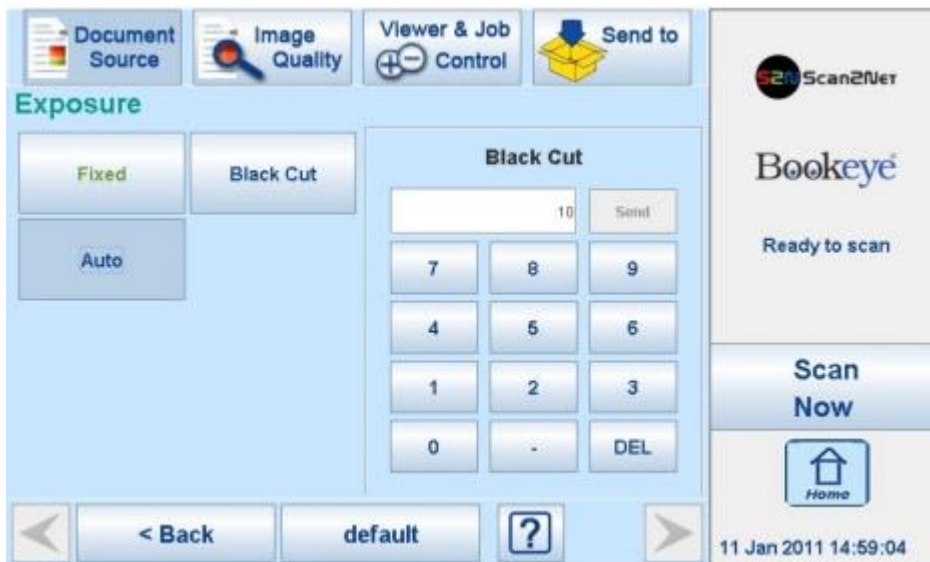 Document
Source
Image
Quality
Viewer & Job
Control
Send to
Exposure
Fixed
Black Cut
Auto
Black Cut
10
Send
7
8
9
4
5
6
1
2
3
0
-
DEL
< Back
default
?
S2N Scan2Net
Bookeye
Ready to scan
Scan
Now
Home
11 Jan 2011 14:59:04